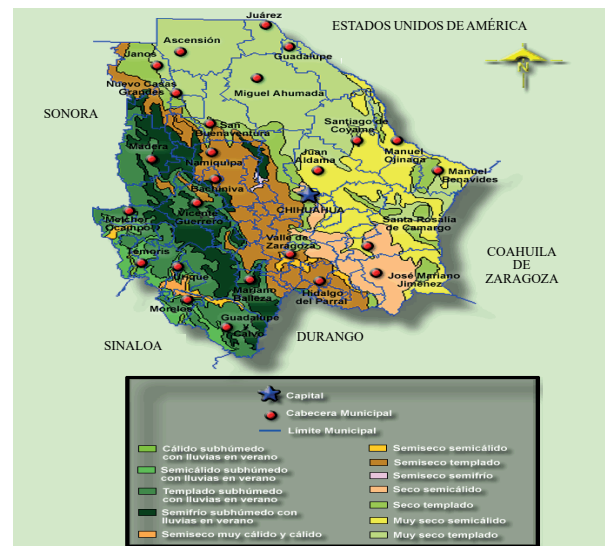 ESTADOS UNIDOS DE AMÉRICA
Juárez
Ascensión
Guadalupe
Janos
Nuevo Casas
Grandes
Miguel Ahumada
N
SONORA
San
Buenaventura
Santiago de
Coyame
Manuel
Ojinaga
Juan
Aldama
Madera
Namiquipa
Manuel
Benavides
Bachiniva
CHIHUAHUA
Vicente
Guerrero
Melchor
Ocampo
Santa Rosalía
de Camargo
Valle de
Zaragoza
COAHUILA
DE
ZARAGOZA
Témoris
Urique
José Mariano
Jiménez
Mariano
Balleza
Hidalgo
del Parral
Morelos
Guadalupe
y
Calvo
DURANGO
SINALOA
Capital
Cabecera Municipal
Límite Municipal
Cálido subhúmedo
con lluvias en verano
Semicálido subhúmedo
con lluvias en verano
Templado subhúmedo
con lluvias en verano
Semifrío subhúmedo con
lluvias en verano
Semiseco muy cálido y cálido
Semiseco semicálido
Semiseco templado
Semiseco semifrío
Seco semicálido
Seco templado
Muy seco semicálido
Muy seco templado